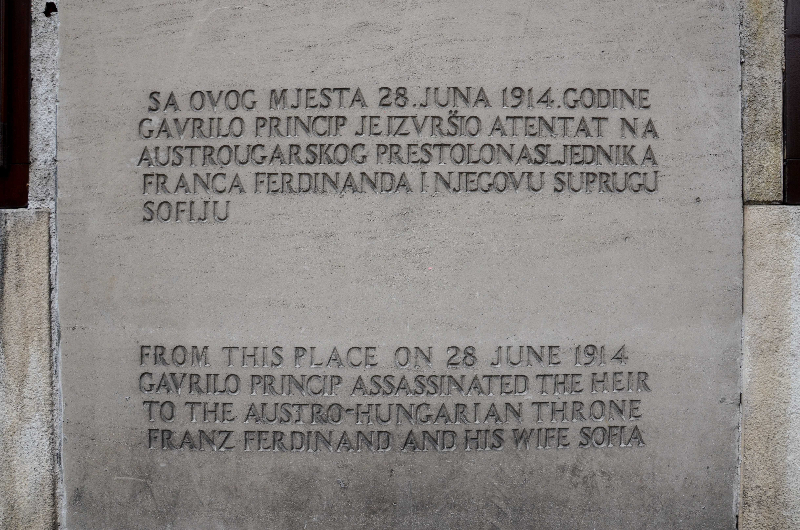 SA OVOG MJESTA 28. JUNA 1914. GODINE
GAVRILO PRINCIP JE IZVRŠIO ATENTAT NA
AUSTROUGARSKOG PRESTOLONASLJEDNIKA
FRANCA FERDINANDA I NJEGOVU SUPRUGU
SOFIJU
FROM THIS PLACE ON 28 JUNE 1914
GAVRILO PRINCIP ASSASSINATED THE HEIR
TO THE AUSTRO-HUNGARIAN THRONE
FRANZ FERDINAND AND HIS WIFE SOFIA